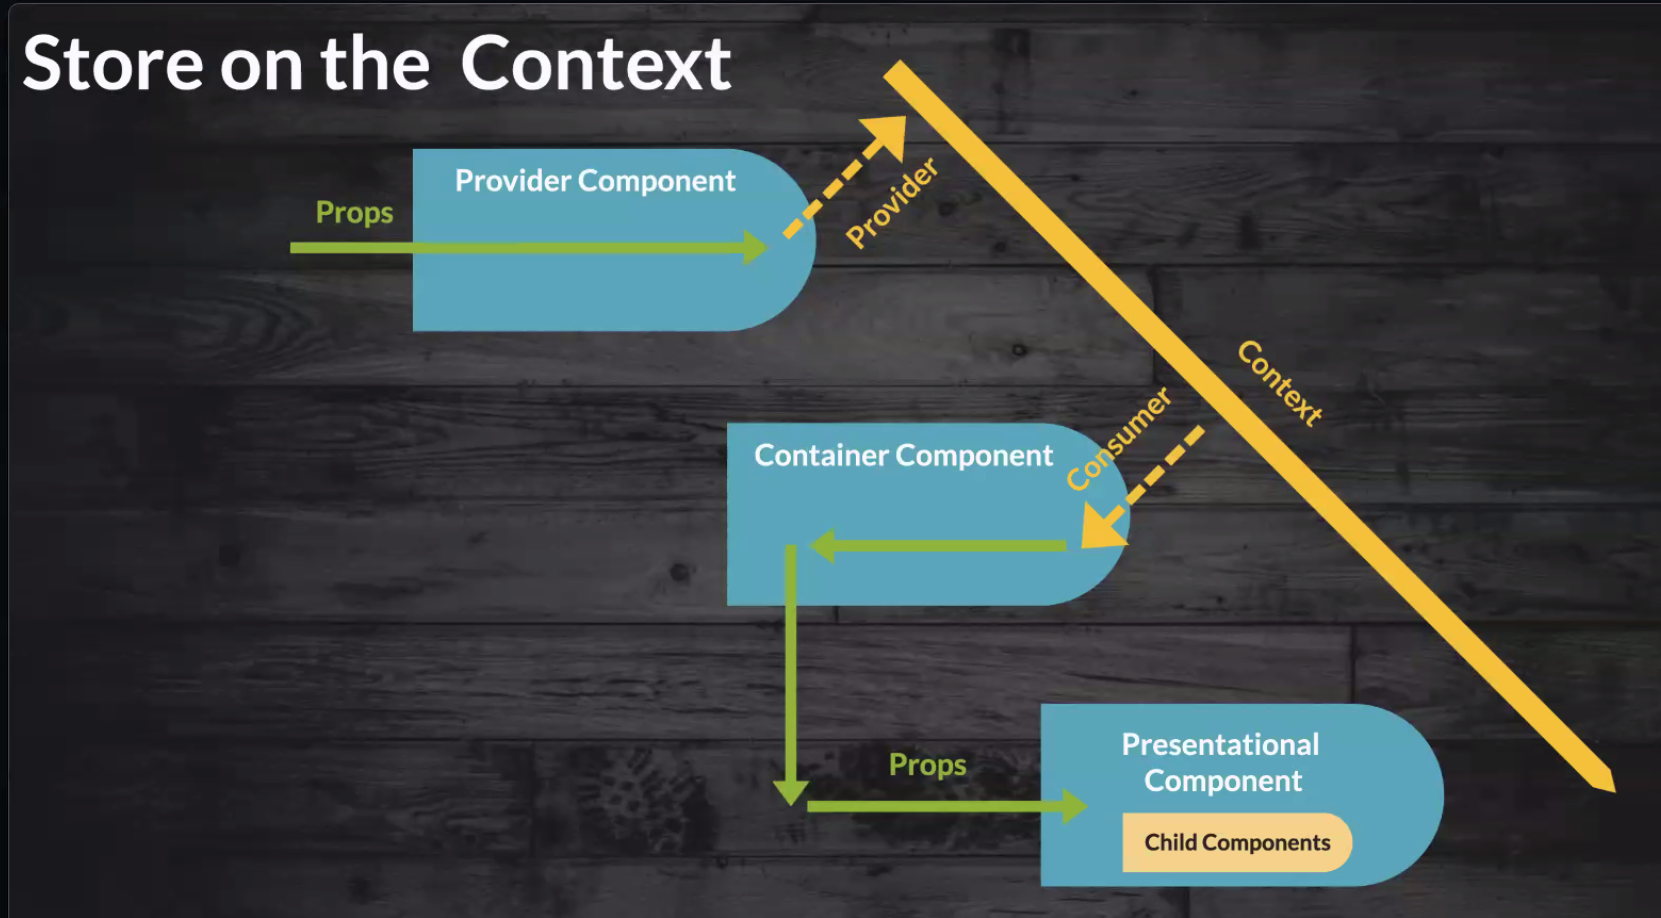 Store on the Context
Provider Component
Props
Provider
Context
Consumer
Container Component
Props
Presentational
Component
Child Components